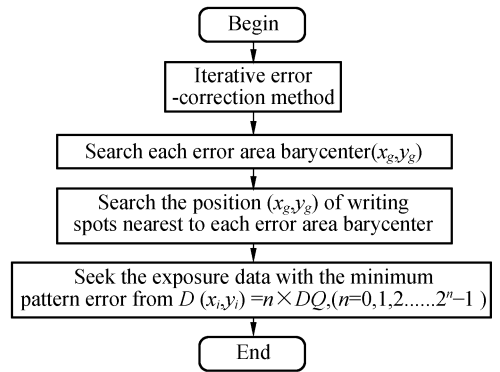 Begin
Iterative error
-correction method
Search each error area barycenter(xg,yg)
Search the position (xg,yg) of writing
spots nearest to each error area barycenter
Seek the exposure data with the minimum
pattern error from D (xi,yi) =n×DQ,(n=0,1,2......2ⁿ−1 )
End